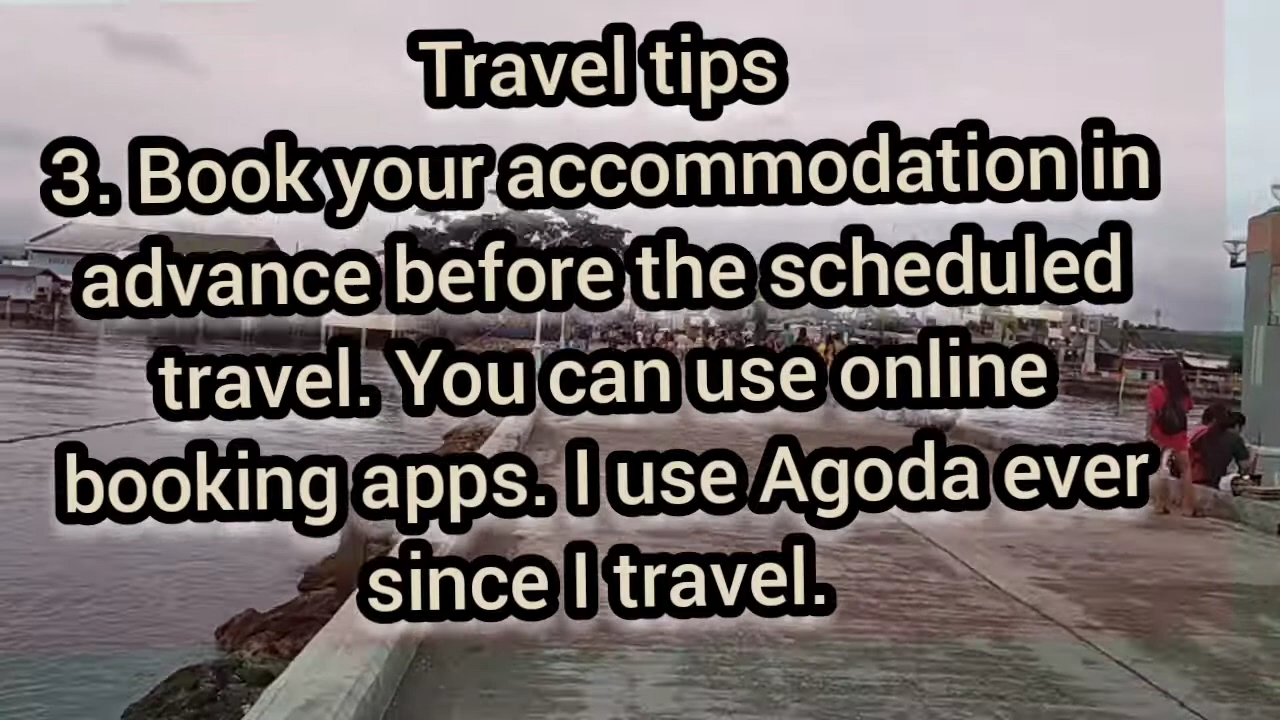 Travel tips
3. Book your accommodation in
advance before the scheduled
travel. You can use online
booking apps. I use Agoda ever
since I travel.